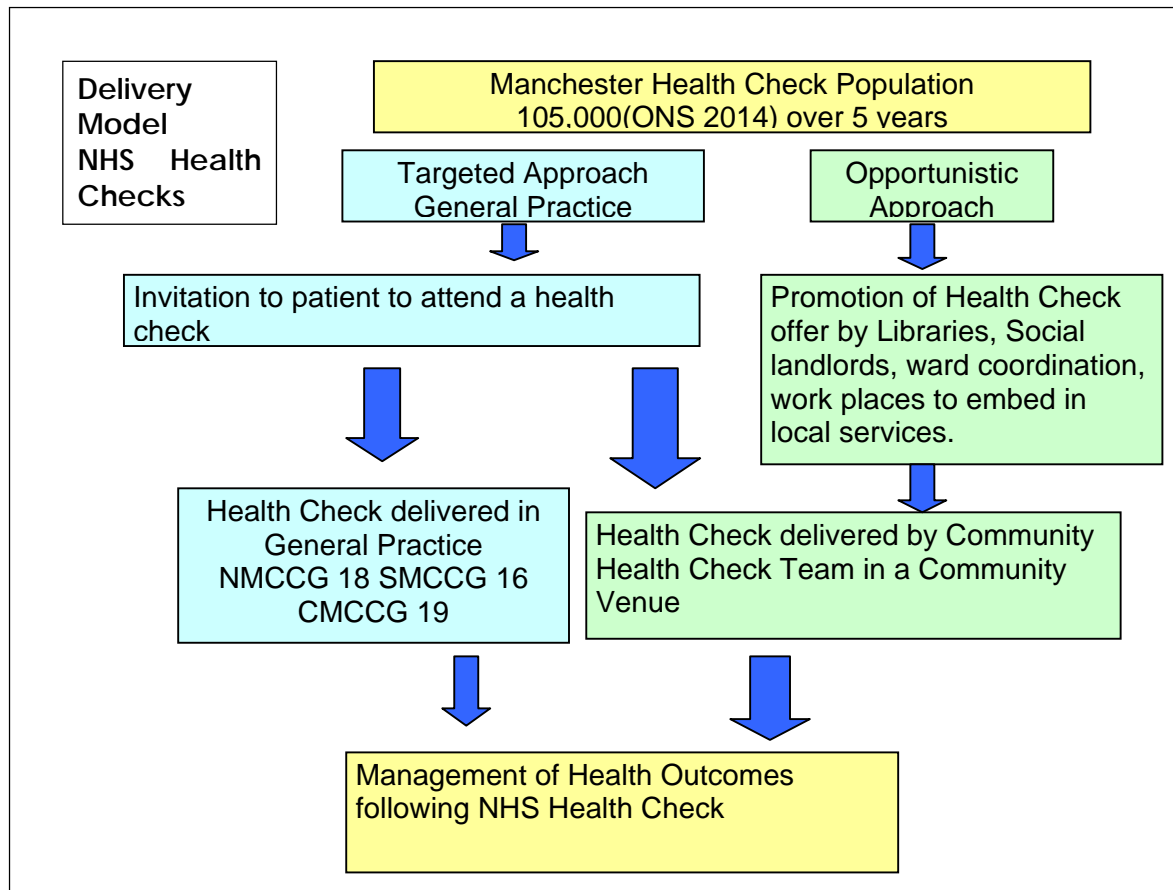 Delivery
Model
NHS Health
Checks
Manchester Health Check Population
105,000(ONS 2014) over 5 years
Targeted Approach
General Practice
Opportunistic
Approach
Invitation to patient to attend a health
check
Promotion of Health Check
offer by Libraries, Social
landlords, ward coordination,
work places to embed in
local services.
Health Check delivered in
General Practice
NMCCG 18 SMCCG 16
CMCCG 19
Health Check delivered by Community
Health Check Team in a Community
Venue
Management of Health Outcomes
following NHS Health Check